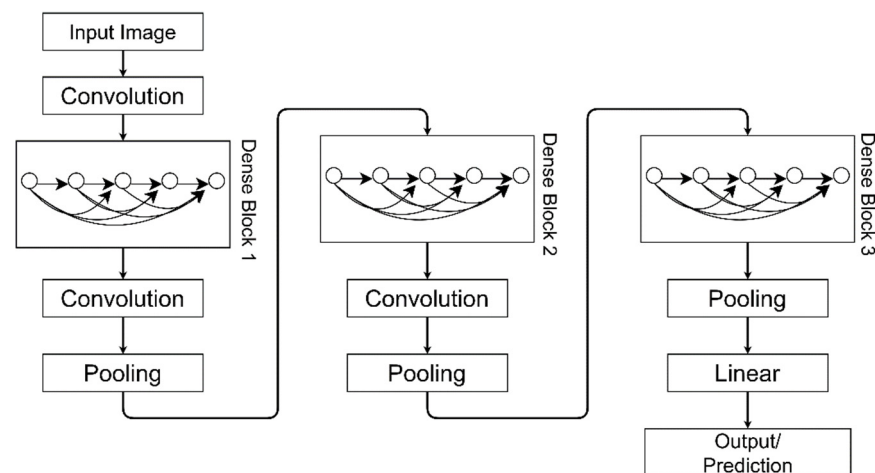 Input Image
Convolution
Dense Block 1
Convolution
Pooling
Dense Block 2
Convolution
Pooling
Dense Block 3
Pooling
Linear
Output/
Prediction